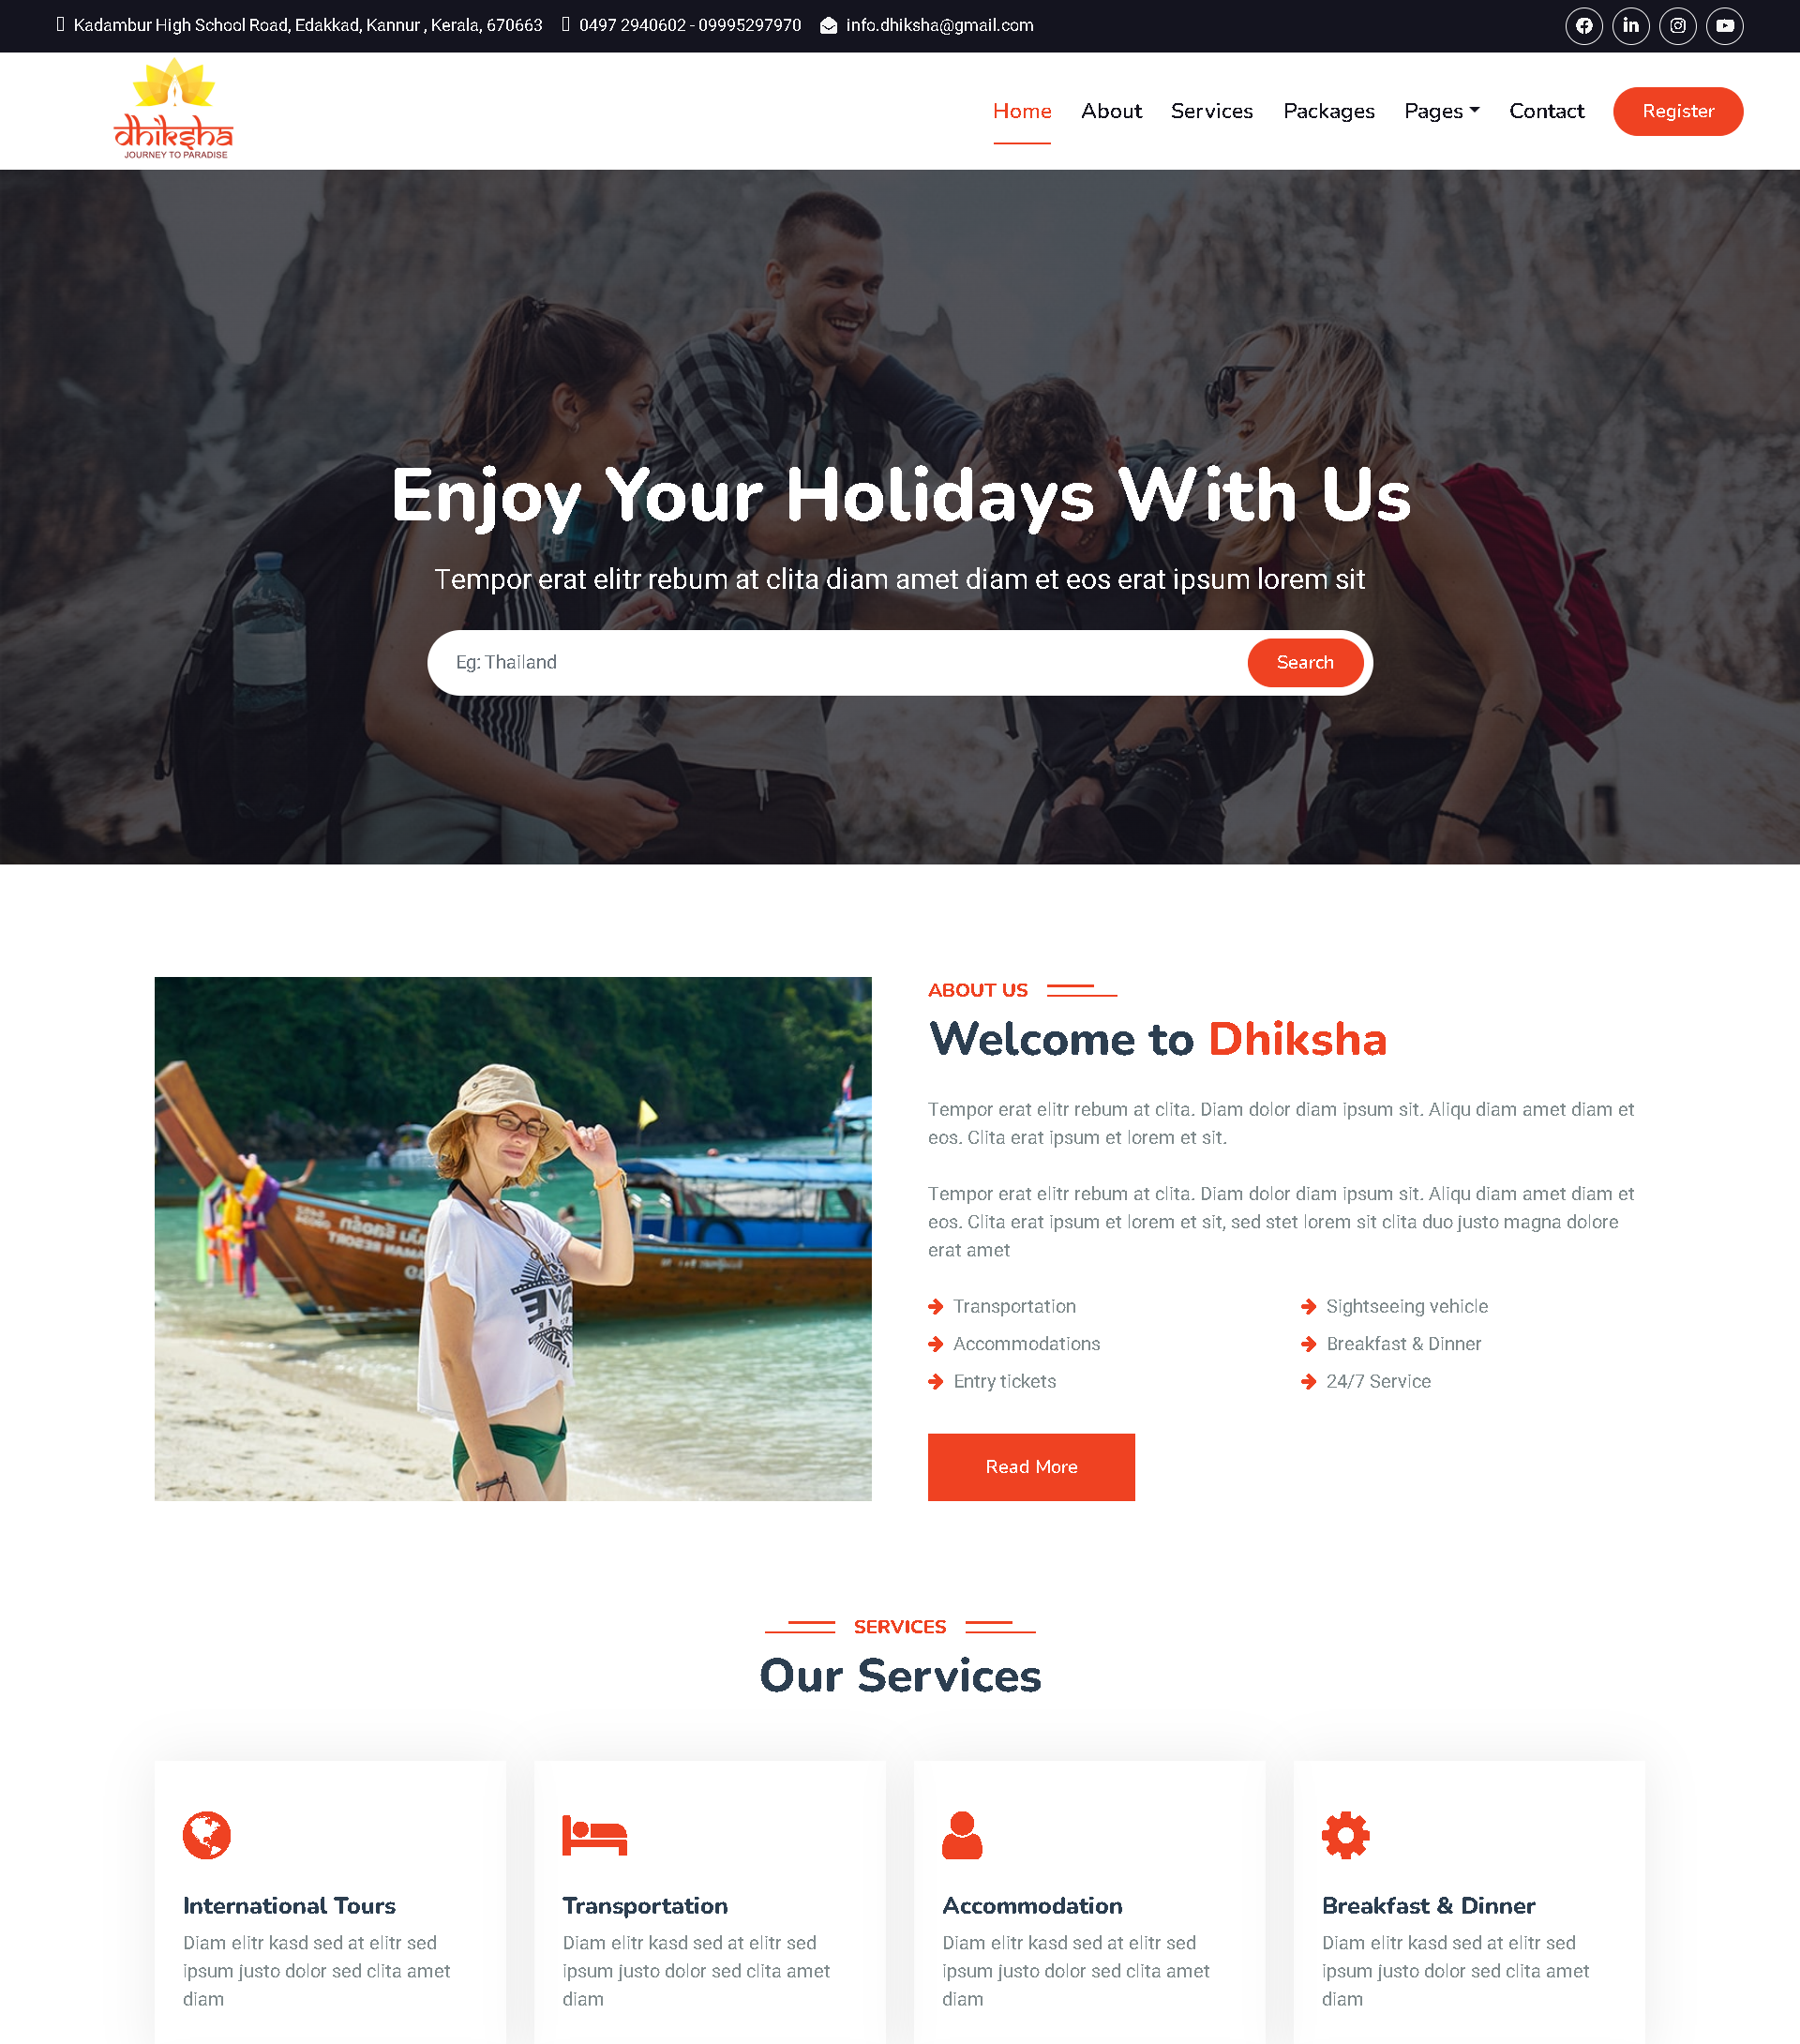 Kadambur High School Road, Edakkad, Kannur , Kerala, 670663 0497 2940602 - 09995297970 info.dhiksha@gmail.com
dhiksha
JOURNEY TO PARADISE
Home About Services Packages Pages Contact Register
Enjoy Your Holidays With Us
Tempor erat elitr rebum at clita diam amet diam et eos erat ipsum lorem sit
Eg: Thailand Search
ABOUT US
Welcome to Dhiksha
Tempor erat elitr rebum at clita. Diam dolor diam ipsum sit. Aliqu diam amet diam et
eos. Clita erat ipsum et lorem et sit.
Tempor erat elitr rebum at clita. Diam dolor diam ipsum sit. Aliqu diam amet diam et
eos. Clita erat ipsum et lorem et sit, sed stet lorem sit clita duo justo magna dolore
erat amet
Transportation Sightseeing vehicle
Accommodations Breakfast & Dinner
Entry tickets 24/7 Service
Read More
SERVICES
Our Services
International Tours
Diam elitr kasd sed at elitr sed
ipsum justo dolor sed clita amet
diam
Transportation
Diam elitr kasd sed at elitr sed
ipsum justo dolor sed clita amet
diam
Accommodation
Diam elitr kasd sed at elitr sed
ipsum justo dolor sed clita amet
diam
Breakfast & Dinner
Diam elitr kasd sed at elitr sed
ipsum justo dolor sed clita amet
diam